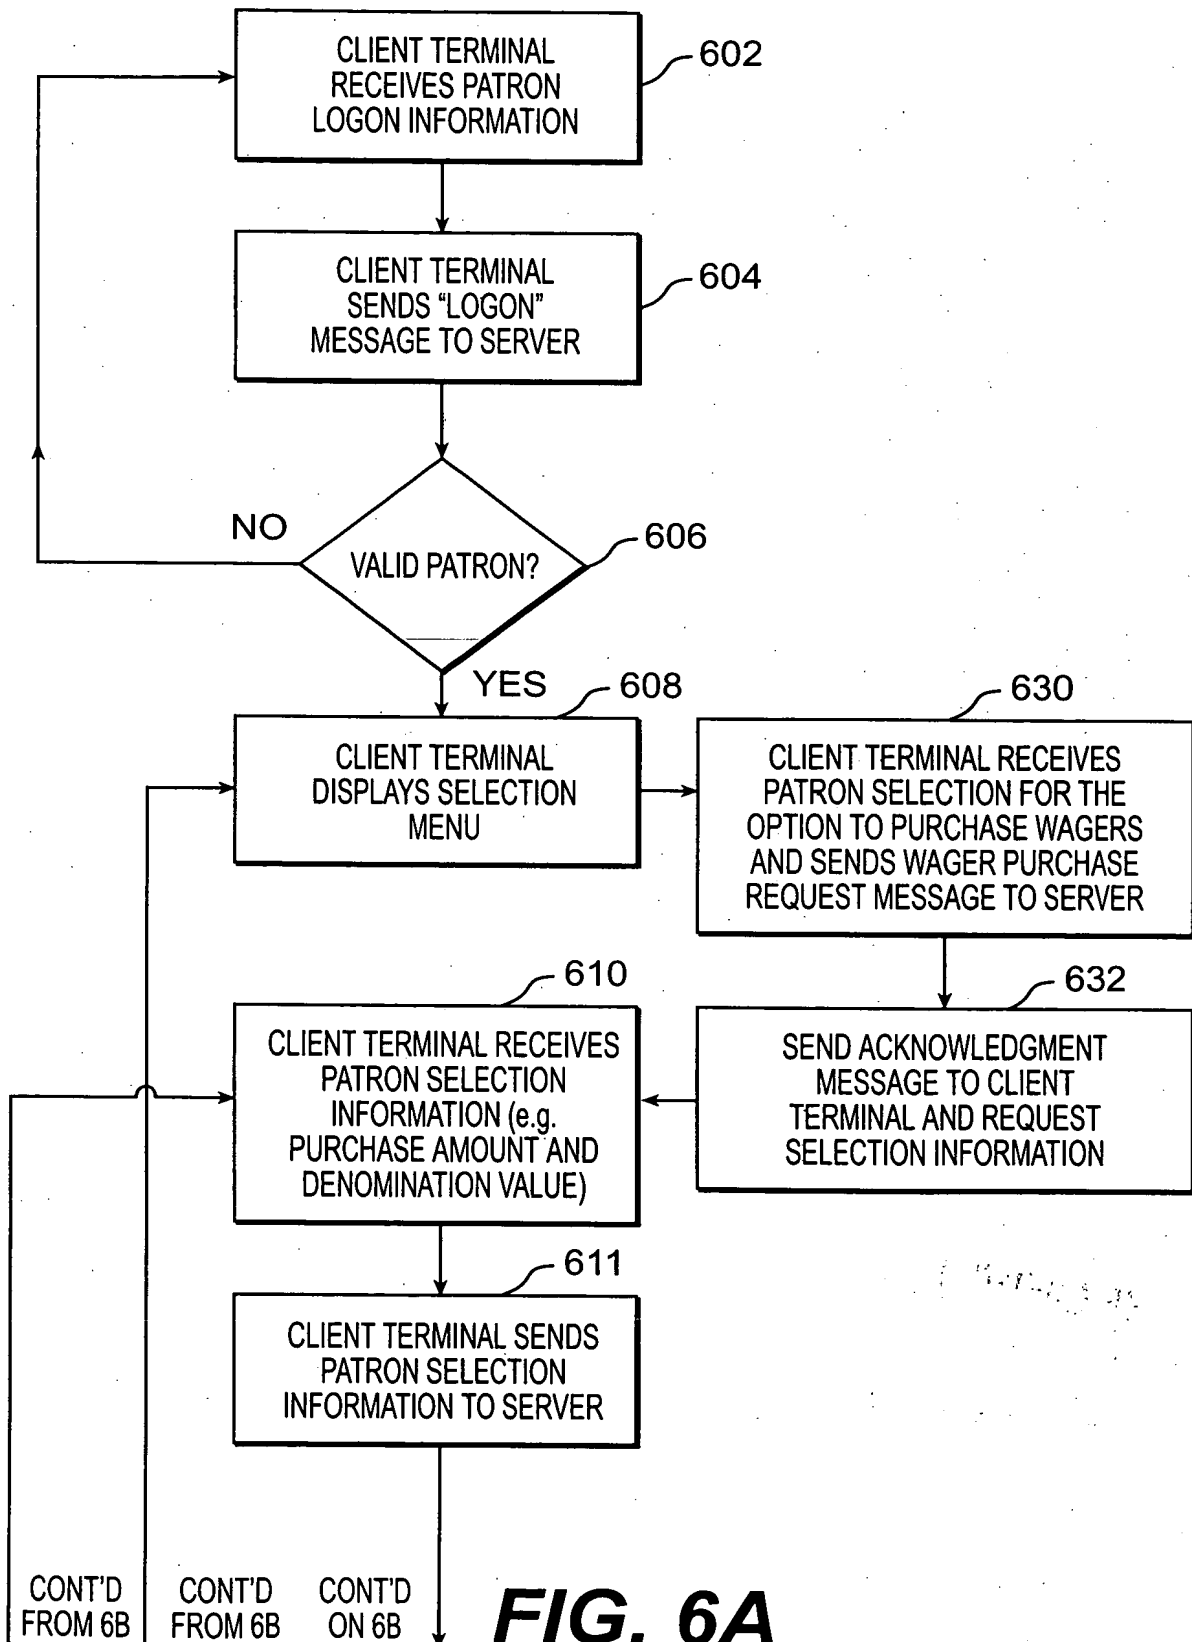 CLIENT TERMINAL
RECEIVES PATRON
LOGON INFORMATION
602
CLIENT TERMINAL
SENDS “LOGON”
MESSAGE TO SERVER
604
NO
VALID PATRON?
606
YES
608
CLIENT TERMINAL
DISPLAYS SELECTION
MENU
630
CLIENT TERMINAL RECEIVES
PATRON SELECTION FOR THE
OPTION TO PURCHASE WAGERS
AND SENDS WAGER PURCHASE
REQUEST MESSAGE TO SERVER
610
CLIENT TERMINAL RECEIVES
PATRON SELECTION
INFORMATION (e.g.
PURCHASE AMOUNT AND
DENOMINATION VALUE)
632
SEND ACKNOWLEDGMENT
MESSAGE TO CLIENT
TERMINAL AND REQUEST
SELECTION INFORMATION
611
CLIENT TERMINAL SENDS
PATRON SELECTION
INFORMATION TO SERVER
CONT'D
FROM 6B
CONT'D
FROM 6B
CONT'D
ON 6B
FIG. 6A